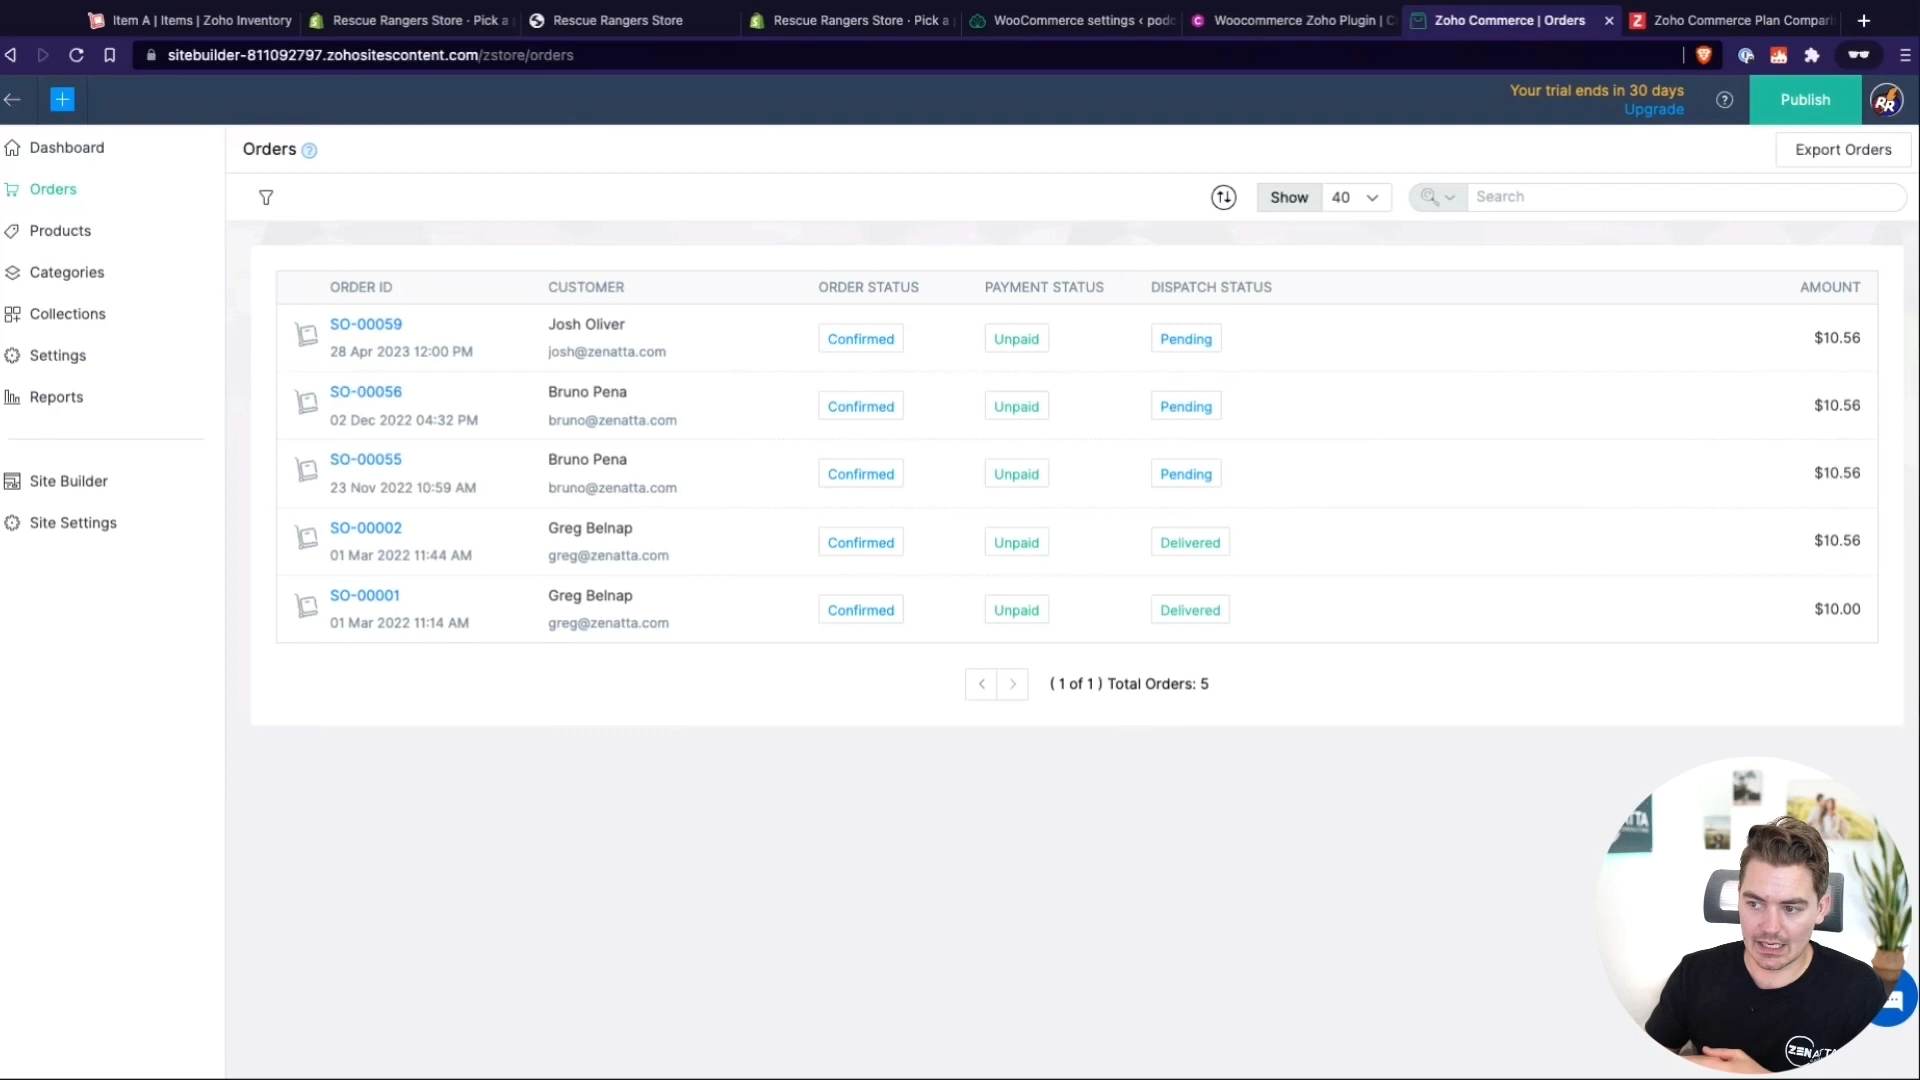 Item A | Items | Zoho Inventory
Rescue Rangers Store · Pick a
Rescue Rangers Store
Rescue Rangers Store · Pick a
WooCommerce settings ‹ podc
Woocommerce Zoho Plugin | C
Zoho Commerce | Orders
Zoho Commerce Plan Compari
sitebuilder-811092797.zohositescontent.com/zstore/orders
Your trial ends in 30 days
Upgrade
Publish
Dashboard
Orders
Products
Categories
Collections
Settings
Reports
Site Builder
Site Settings
Orders
Export Orders
Show 40
Search
ORDER ID CUSTOMER ORDER STATUS PAYMENT STATUS DISPATCH STATUS AMOUNT
SO-00059 Josh Oliver Confirmed Unpaid Pending $10.56
28 Apr 2023 12:00 PM josh@zenatta.com
SO-00056 Bruno Pena Confirmed Unpaid Pending $10.56
02 Dec 2022 04:32 PM bruno@zenatta.com
SO-00055 Bruno Pena Confirmed Unpaid Pending $10.56
23 Nov 2022 10:59 AM bruno@zenatta.com
SO-00002 Greg Belnap Confirmed Unpaid Delivered $10.56
01 Mar 2022 11:44 AM greg@zenatta.com
SO-00001 Greg Belnap Confirmed Unpaid Delivered $10.00
01 Mar 2022 11:14 AM greg@zenatta.com
( 1 of 1 ) Total Orders: 5
RR
ZENATTA